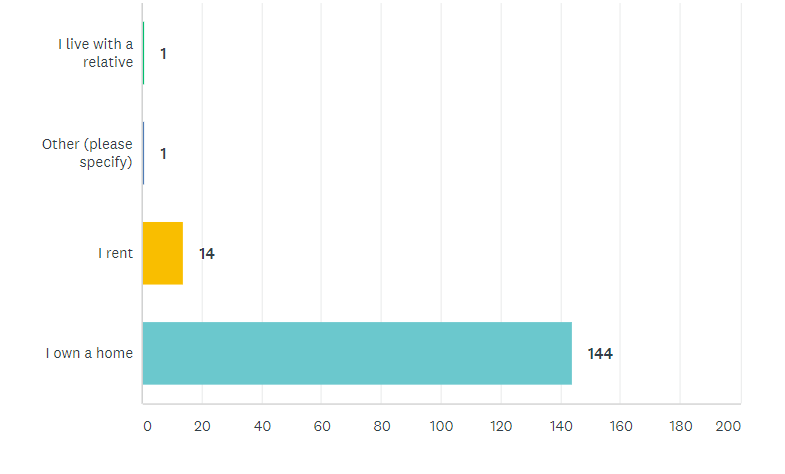 I live with a
relative
1
Other (please
specify)
1
I rent
14
I own a home
144
0 20 40 60 80 100 120 140 160 180 200